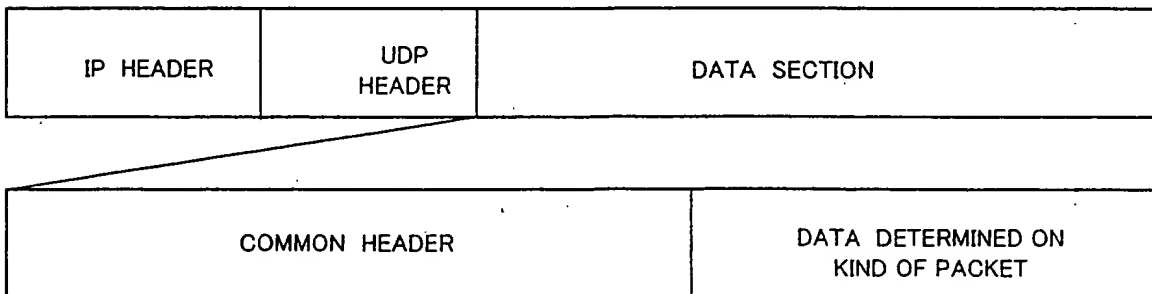 IP HEADER
UDP
HEADER
DATA SECTION
COMMON HEADER
DATA DETERMINED ON
KIND OF PACKET